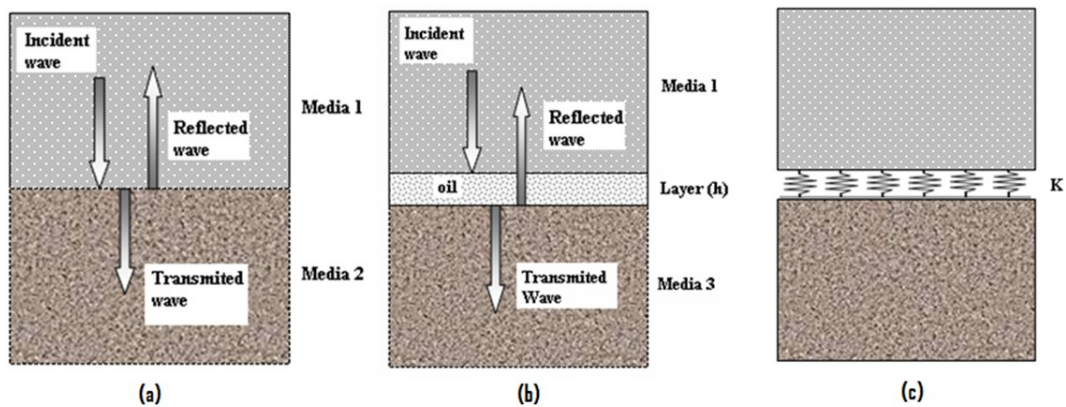 Incident
wave
Reflected
wave
Media 1
Transmited
wave
Media 2
(a)
Incident
wave
Reflected
wave
Media 1
oil
Layer (h)
Transmited
Wave
Media 3
(b)
K
(c)